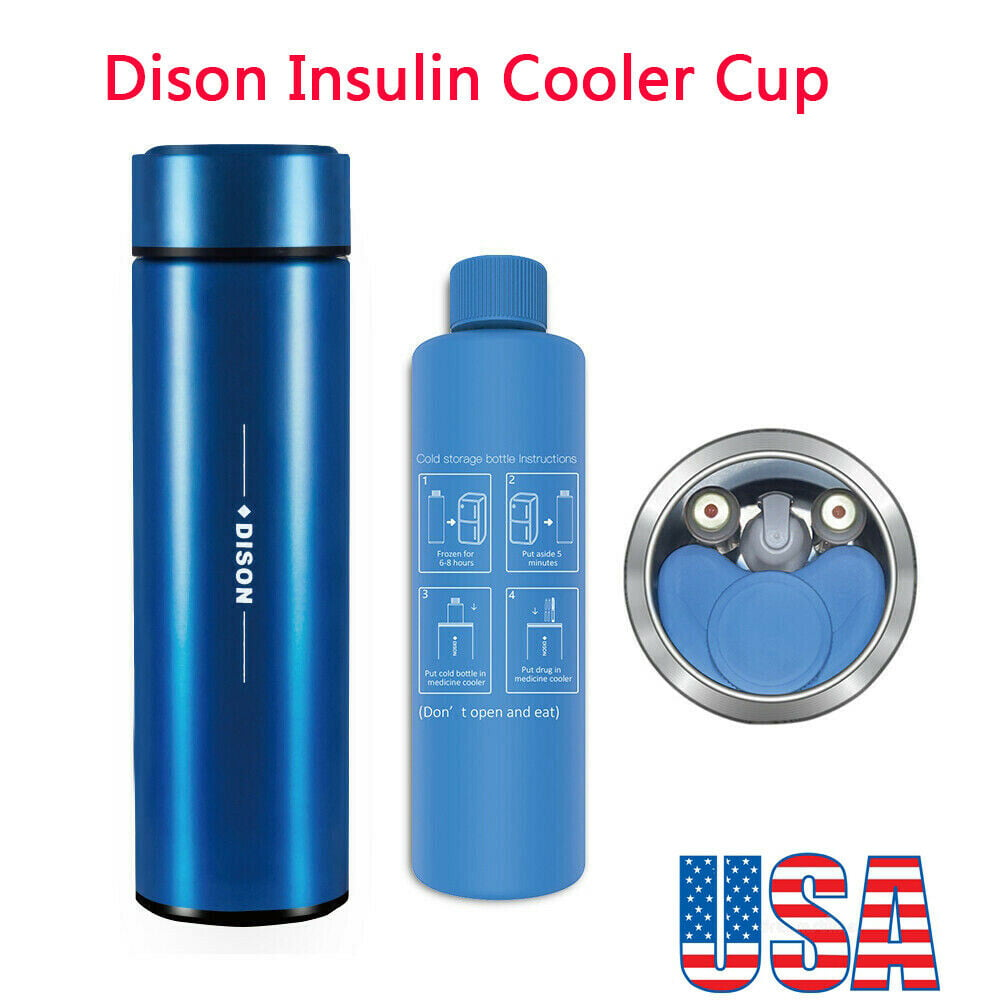 Dison Insulin Cooler Cup
DISON
Cold storage bottle Instructions
1
Frozen for
6-8 hours
2
Put aside 5
minutes
3
DISON
Put cold bottle in
medicine cooler
4
DISON
Put drug in
medicine cooler
(Don't open and eat)
USA